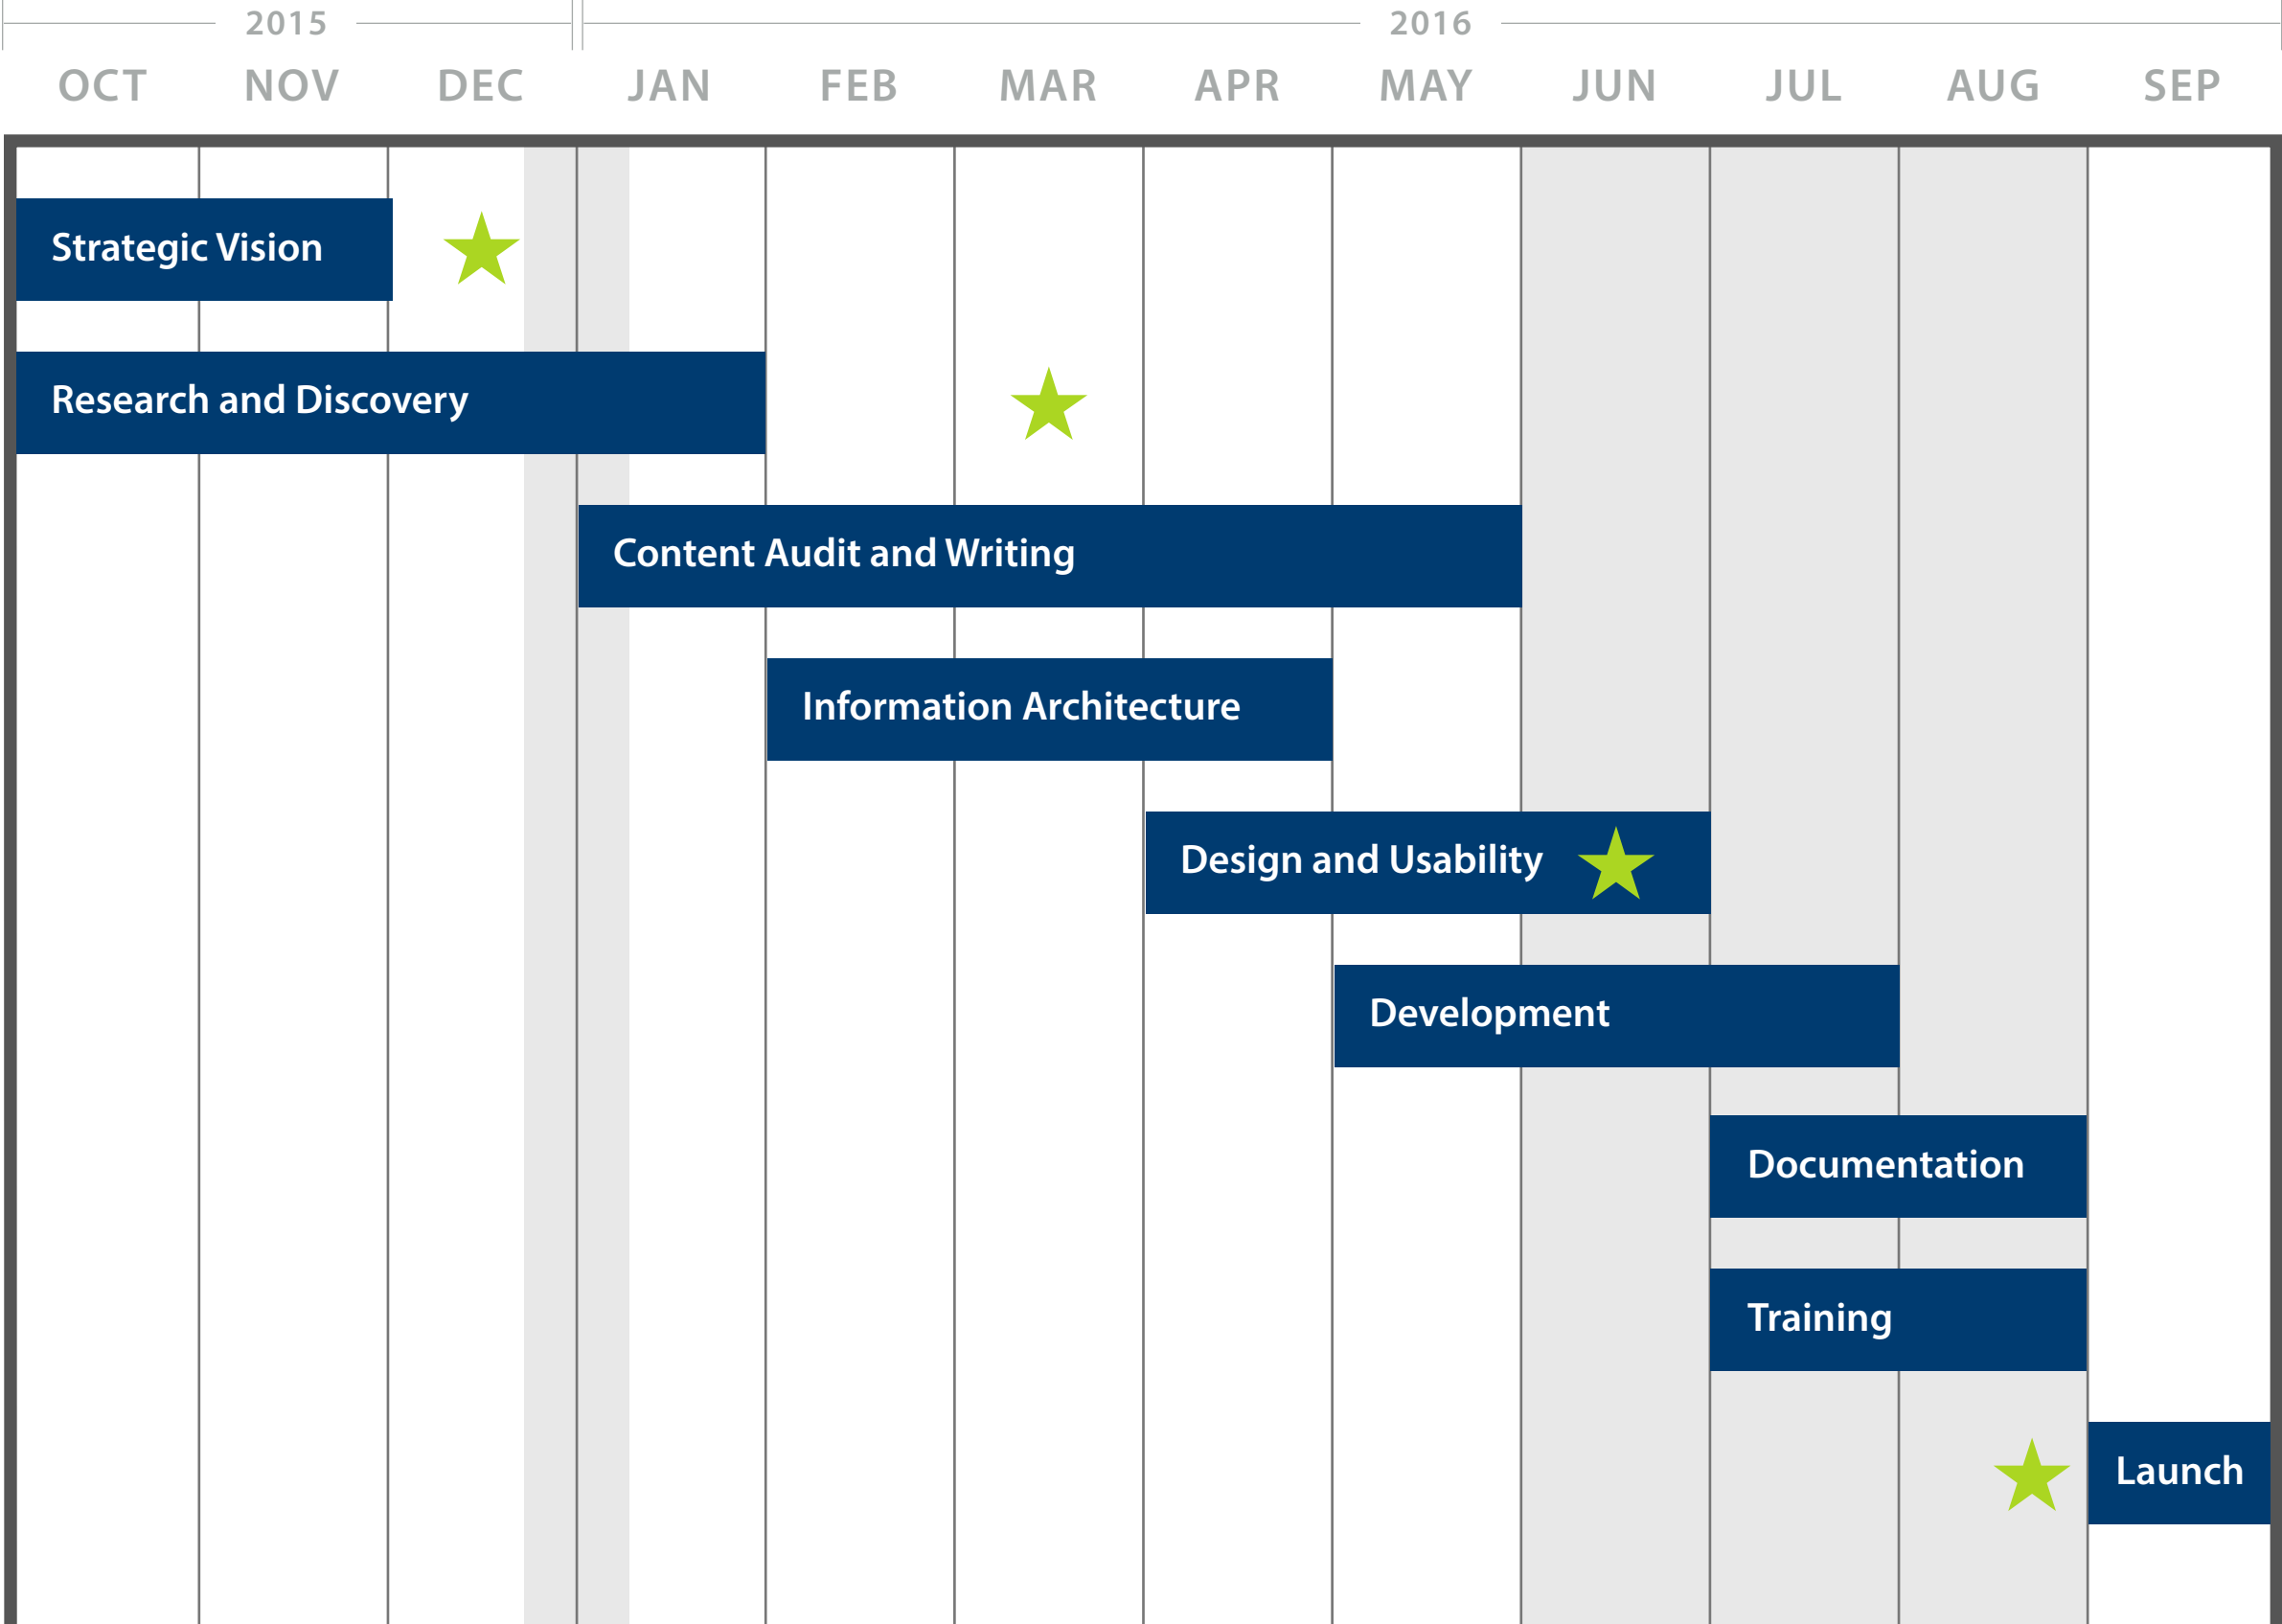 2015 2016
OCT NOV DEC JAN FEB MAR APR MAY JUN JUL AUG SEP
Strategic Vision
Research and Discovery
Content Audit and Writing
Information Architecture
Design and Usability
Development
Documentation
Training
Launch